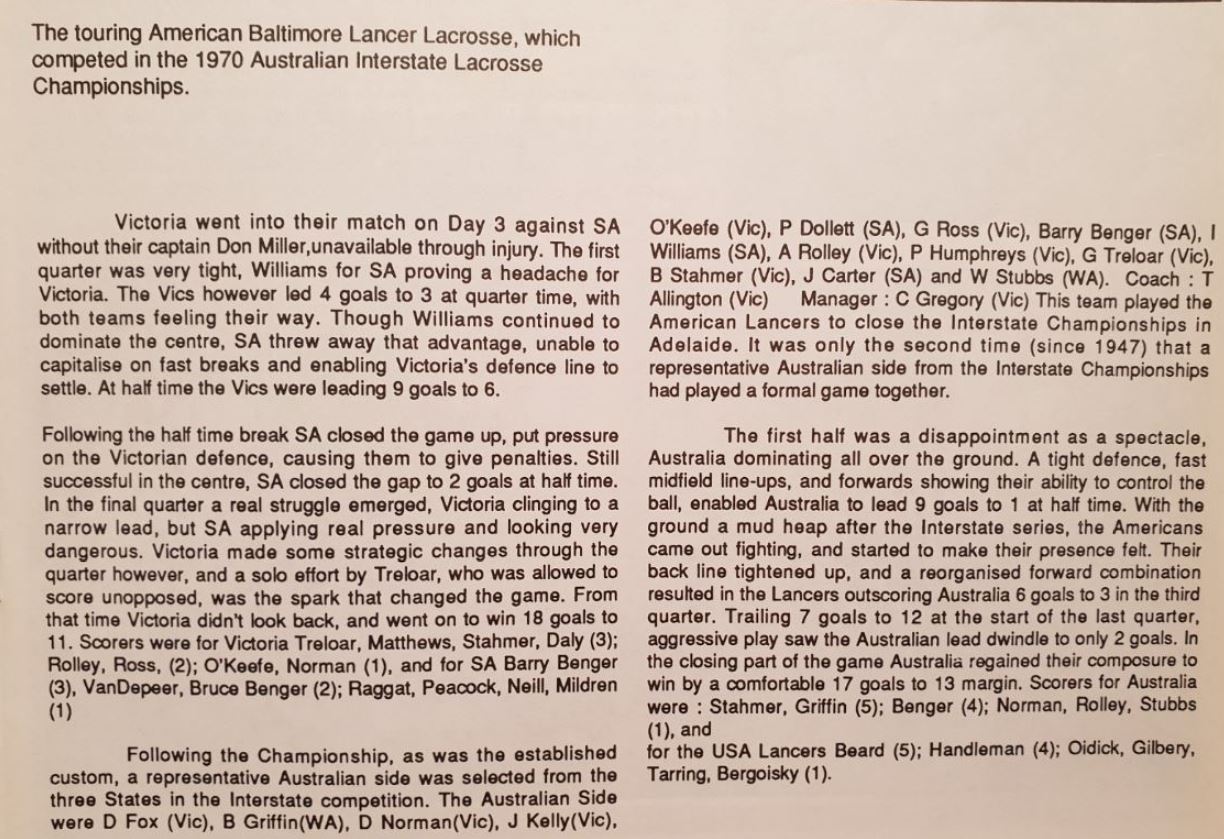 The touring American Baltimore Lancer Lacrosse, which
competed in the 1970 Australian Interstate Lacrosse
Championships.
Victoria went into their match on Day 3 against SA
without their captain Don Miller,unavailable through injury. The first
quarter was very tight, Williams for SA proving a headache for
Victoria. The Vics however led 4 goals to 3 at quarter time, with
both teams feeling their way. Though Williams continued to
dominate the centre, SA threw away that advantage, unable to
capitalise on fast breaks and enabling Victoria's defence line to
settle. At half time the Vics were leading 9 goals to 6.
Following the half time break SA closed the game up, put pressure
on the Victorian defence, causing them to give penalties. Still
successful in the centre, SA closed the gap to 2 goals at half time.
In the final quarter a real struggle emerged, Victoria clinging to a
narrow lead, but SA applying real pressure and looking very
dangerous. Victoria made some strategic changes through the
quarter however, and a solo effort by Treloar, who was allowed to
score unopposed, was the spark that changed the game. From
that time Victoria didn't look back, and went on to win 18 goals to
11. Scorers were for Victoria Treloar, Matthews, Stahmer, Daly (3);
Rolley, Ross, (2); O'Keefe, Norman (1), and for SA Barry Benger
(3), VanDepeer, Bruce Benger (2); Raggat, Peacock, Neill, Mildren
(1)
Following the Championship, as was the established
custom, a representative Australian side was selected from the
three States in the Interstate competition. The Australian Side
were D Fox (Vic), B Griffin(WA), D Norman(Vic), J Kelly(Vic),
O'Keefe (Vic), P Dollett (SA), G Ross (Vic), Barry Benger (SA), I
Williams (SA), A Rolley (Vic), P Humphreys (Vic), G Treloar (Vic),
B Stahmer (Vic), J Carter (SA) and W Stubbs (WA). Coach : T
Allington (Vic) Manager : C Gregory (Vic) This team played the
American Lancers to close the Interstate Championships in
Adelaide. It was only the second time (since 1947) that a
representative Australian side from the Interstate Championships
had played a formal game together.
The first half was a disappointment as a spectacle,
Australia dominating all over the ground. A tight defence, fast
midfield line-ups, and forwards showing their ability to control the
ball, enabled Australia to lead 9 goals to 1 at half time. With the
ground a mud heap after the Interstate series, the Americans
came out fighting, and started to make their presence felt. Their
back line tightened up, and a reorganised forward combination
resulted in the Lancers outscoring Australia 6 goals to 3 in the third
quarter. Trailing 7 goals to 12 at the start of the last quarter,
aggressive play saw the Australian lead dwindle to only 2 goals. In
the closing part of the game Australia regained their composure to
win by a comfortable 17 goals to 13 margin. Scorers for Australia
were : Stahmer, Griffin (5); Benger (4); Norman, Rolley, Stubbs
(1), and
for the USA Lancers Beard (5); Handleman (4); Oidick, Gilbery,
Tarring, Bergoisky (1).